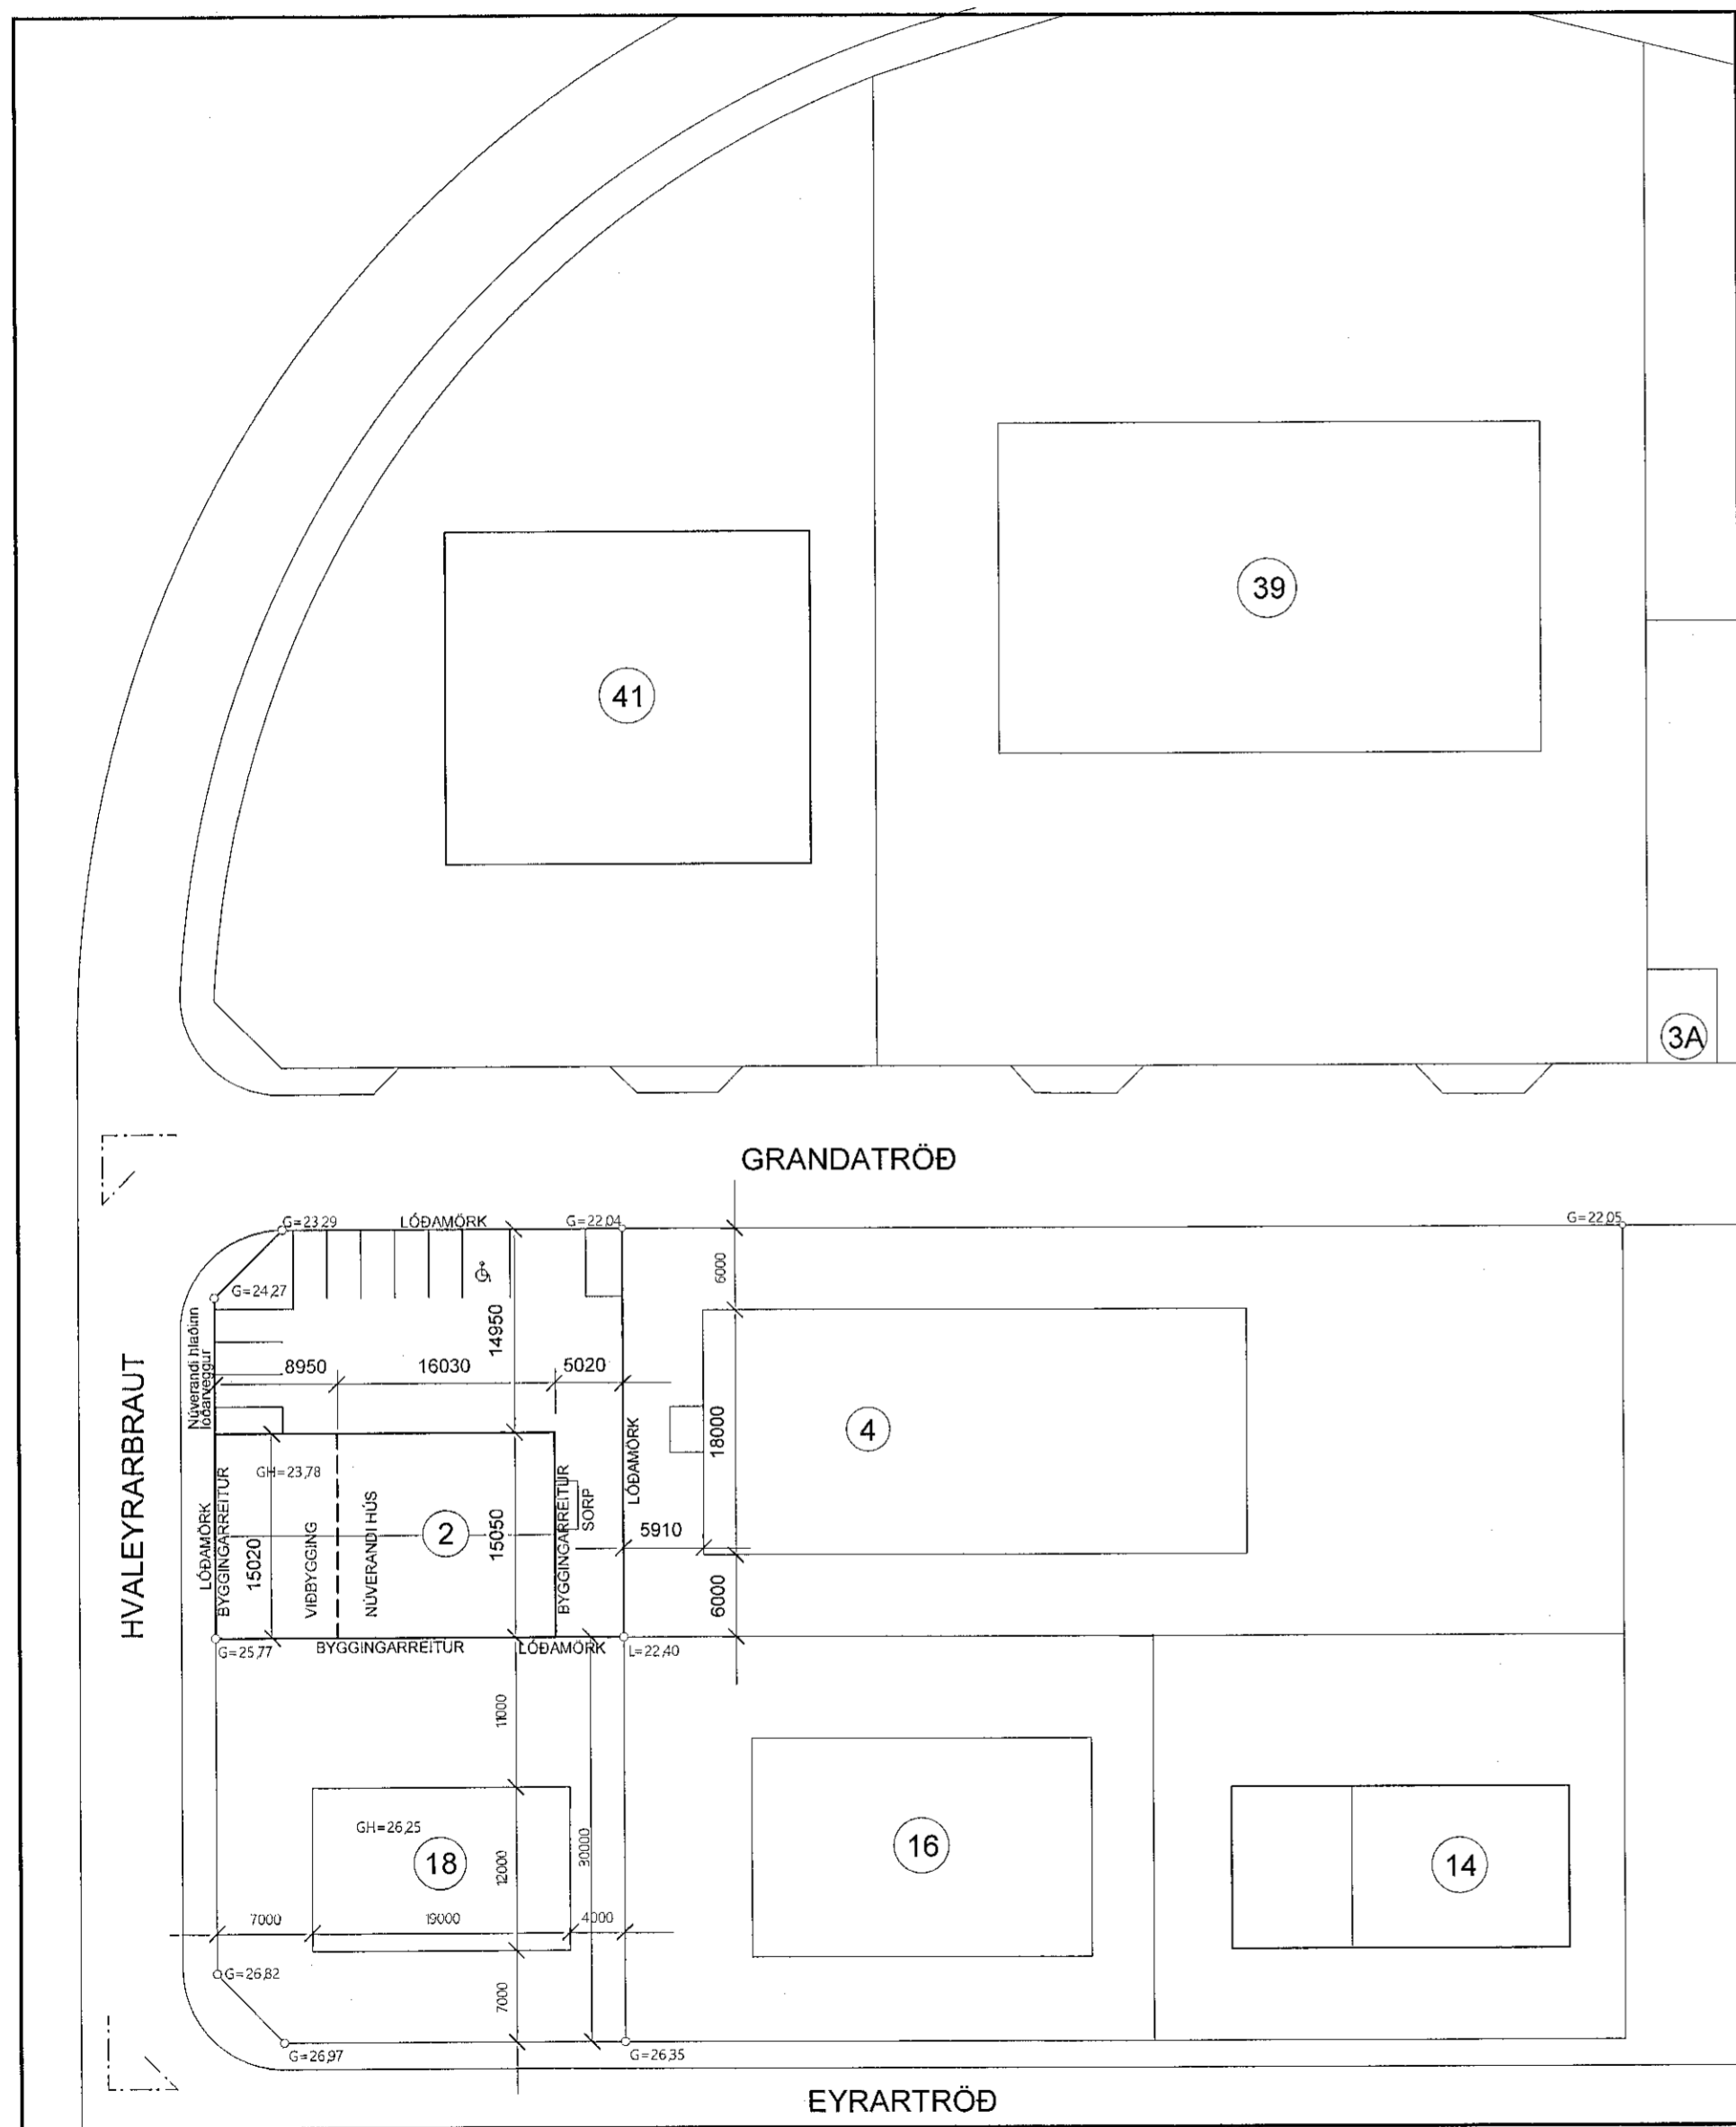 41
39
3A
GRANDATRÖÐ
HVALEYRARBRAUT
G=23,29
LÓÐAMÖRK
G=22,04
G=22,05
G=24,27
Núverandi hlaðinn
lóðarveggur
14950
6000
8950
16030
5020
LÓÐAMÖRK
18000
4
GH=23,78
LÓÐAMÖRK
BYGGINGARREITUR
15020
VIÐBYGGING
NÚVERANDI HÚS
2
15050
BYGGINGARREITUR
SORP
5910
6000
G=25,77
BYGGINGARREITUR
LÓÐAMÖRK
L=22,40
11000
GH=26,25
18
12000
30000
16
14
7000
19000
4000
G=26,82
7000
G=26,97
G=26,35
EYRARTRÖÐ